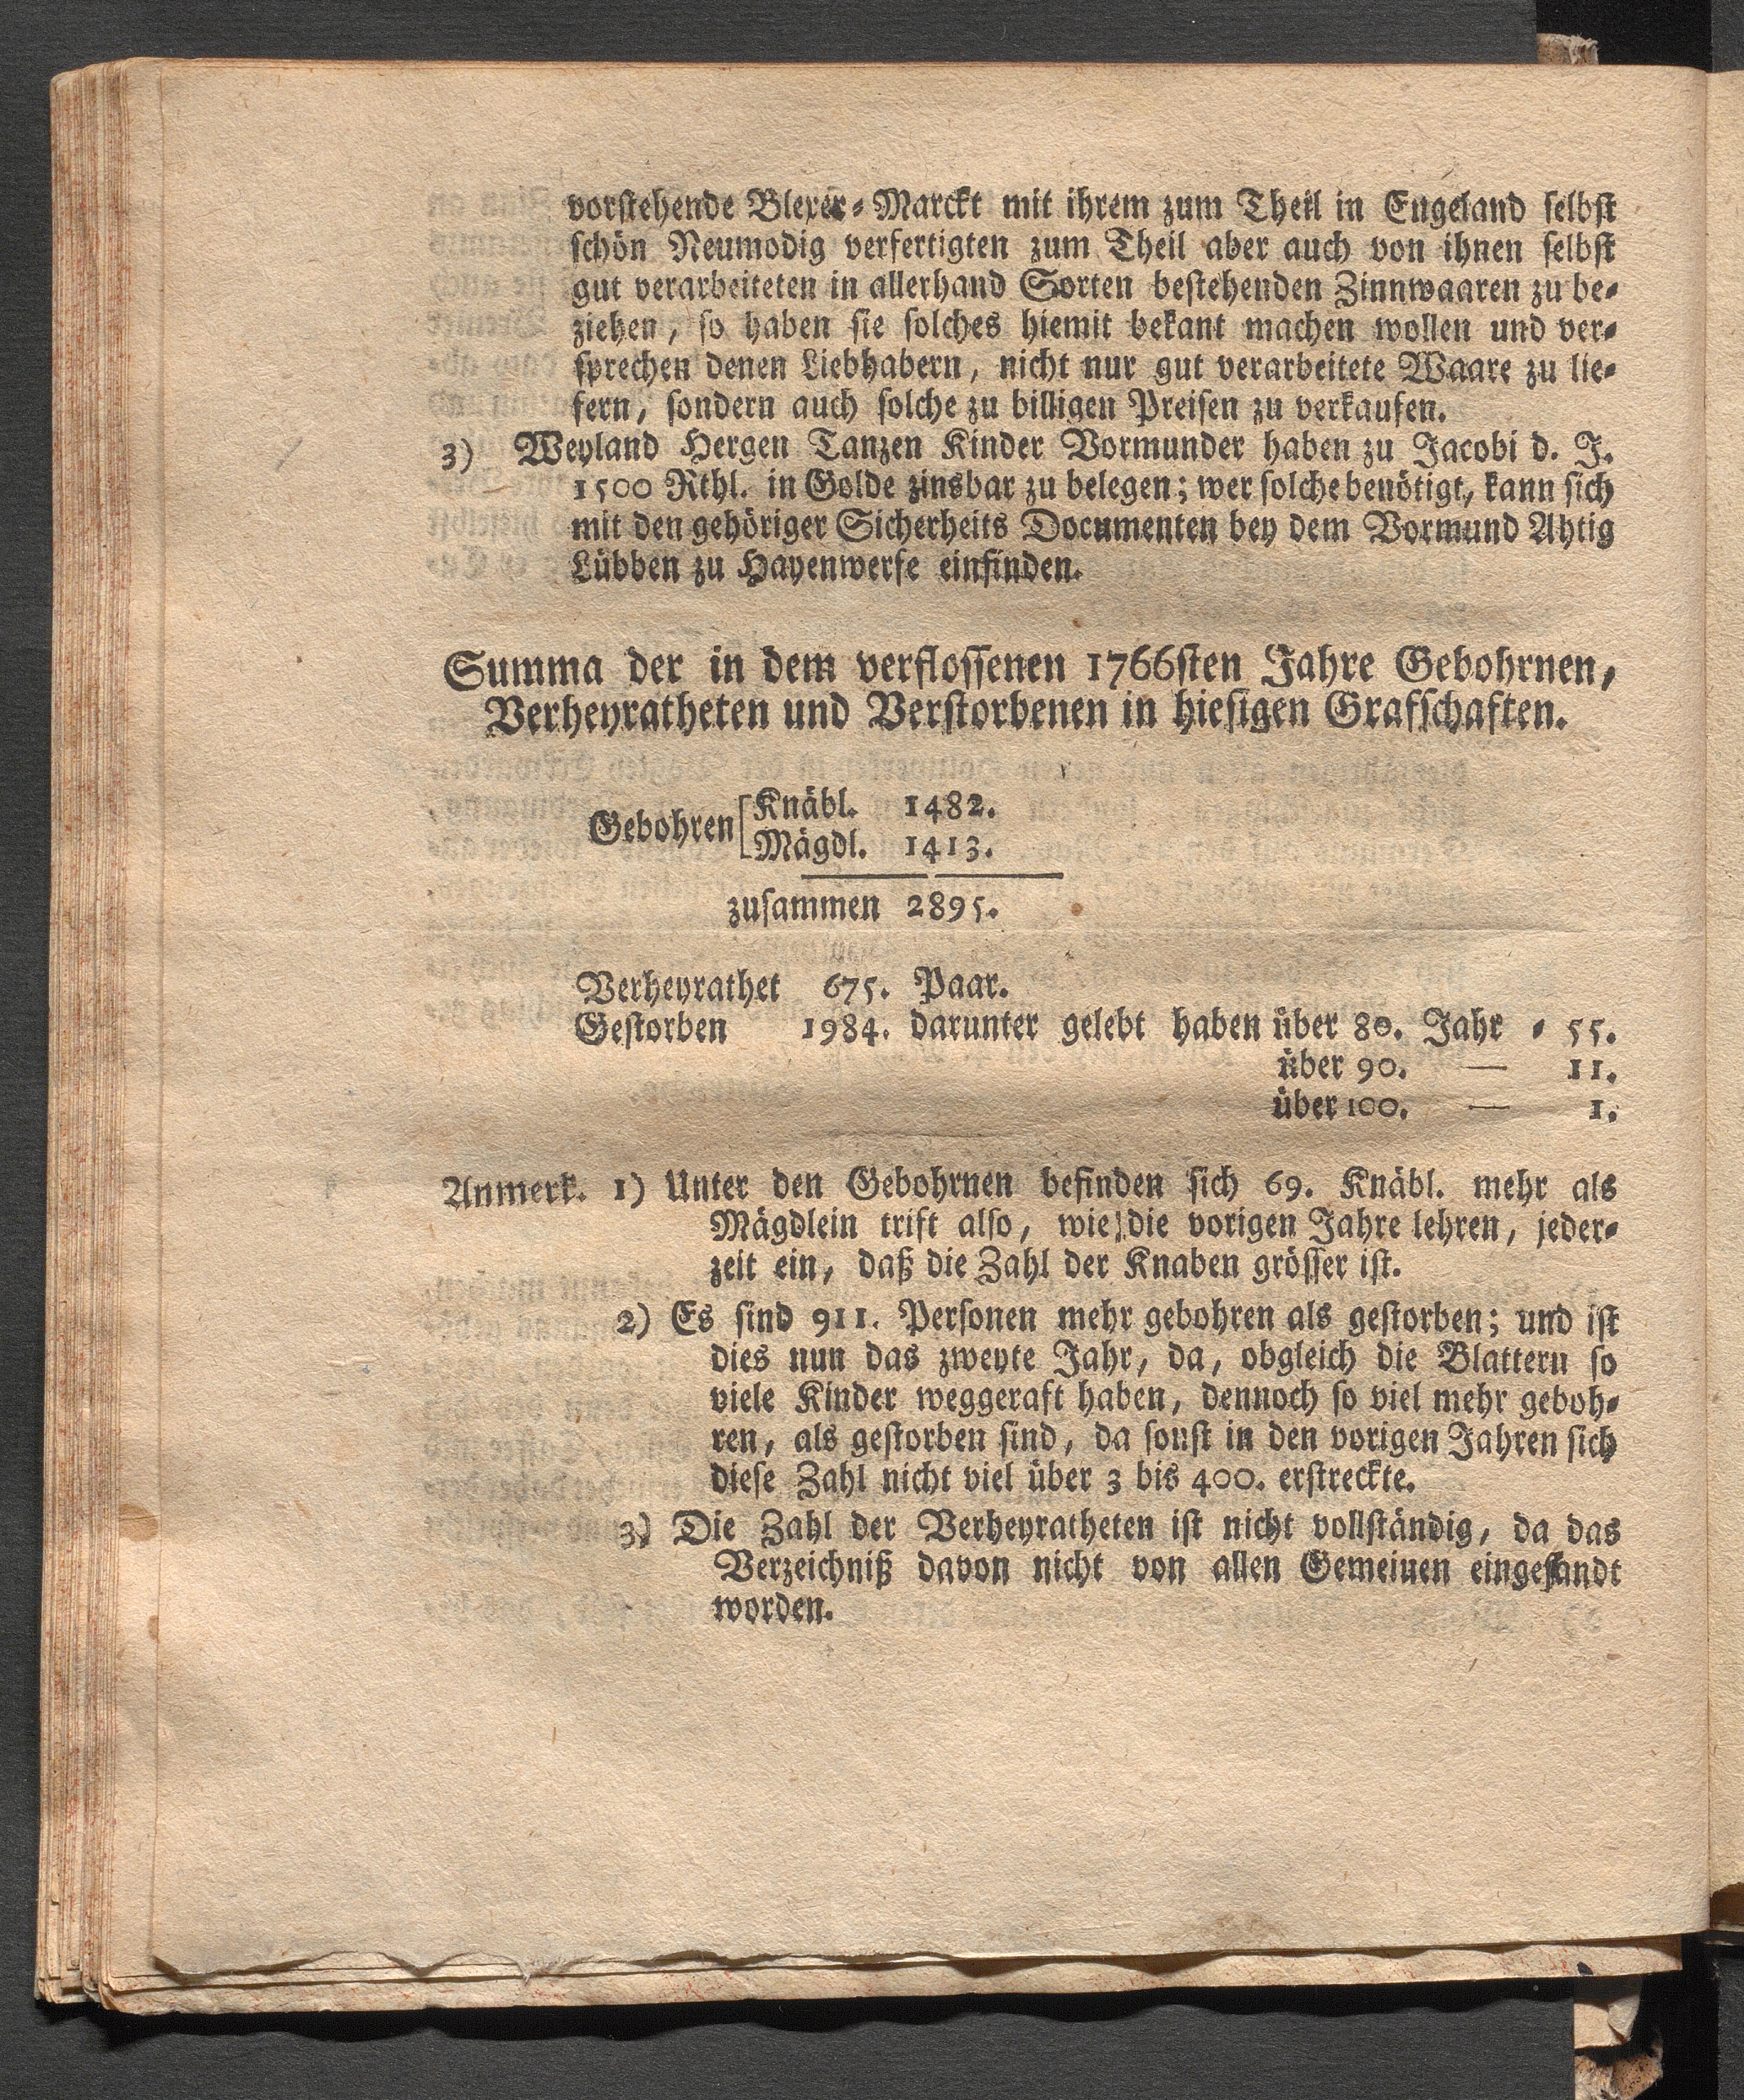 vorstehende Blexer-Marckt mit ihrem zum Theil in Engeland selbst
schön Neumodig verfertigten zum Theil aber auch von ihnen selbst
gut verarbeiteten in allerhand Sorten bestehenden Zinnwaaren zu be-
ziehen, so haben sie solches hiemit bekant machen wollen und ver-
sprechen denen Liebhabern, nicht nur gut verarbeitete Waare zu lie-
fern, sondern auch solche zu billigen Preisen zu verkaufen.
3) Weyland Hergen Tanzen Kinder Vormunder haben zu Jacobi d. J.
1500 Rthl. in Golde zinsbar zu belegen; wer solche benötigt, kann sich
mit den gehöriger Sicherheits Documenten bey dem Vormund Ahtig
Lübben zu Hayenwerfe einfinden.
Summa der in dem verflossenen 1766sten Jahre Gebohrnen,
Verheyratheten und Verstorbenen in hiesigen Grafschaften.
Gebohren [Knäbl. 1482.
Mägdl. 1413.
zusammen 2895.
Verheyrathet 675. Paar.
Gestorben 1984. darunter gelebt haben über 80. Jahr - 55.
über 90. — 11.
über 100. — 1.
Anmerk. 1) Unter den Gebohrnen befinden sich 69. Knäbl. mehr als
Mägdlein trift also, wie die vorigen Jahre lehren, jeder-
zeit ein, daß die Zahl der Knaben grösser ist.
2) Es sind 911. Personen mehr gebohren als gestorben; und ist
dies nun das zweyte Jahr, da, obgleich die Blattern so
viele Kinder weggeraft haben, dennoch so viel mehr geboh-
ren, als gestorben sind, da sonst in den vorigen Jahren sich
diese Zahl nicht viel über 3 bis 400. erstreckte.
3) Die Zahl der Verheyratheten ist nicht vollständig, da das
Verzeichniß davon nicht von allen Gemeinen eingesandt
worden.